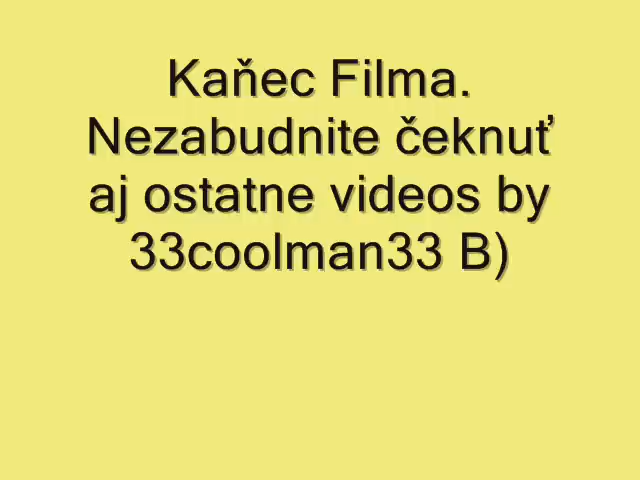 Kaňec Filma.
Nezabudnite čeknuť
aj ostatne videos by
33coolman33 B)